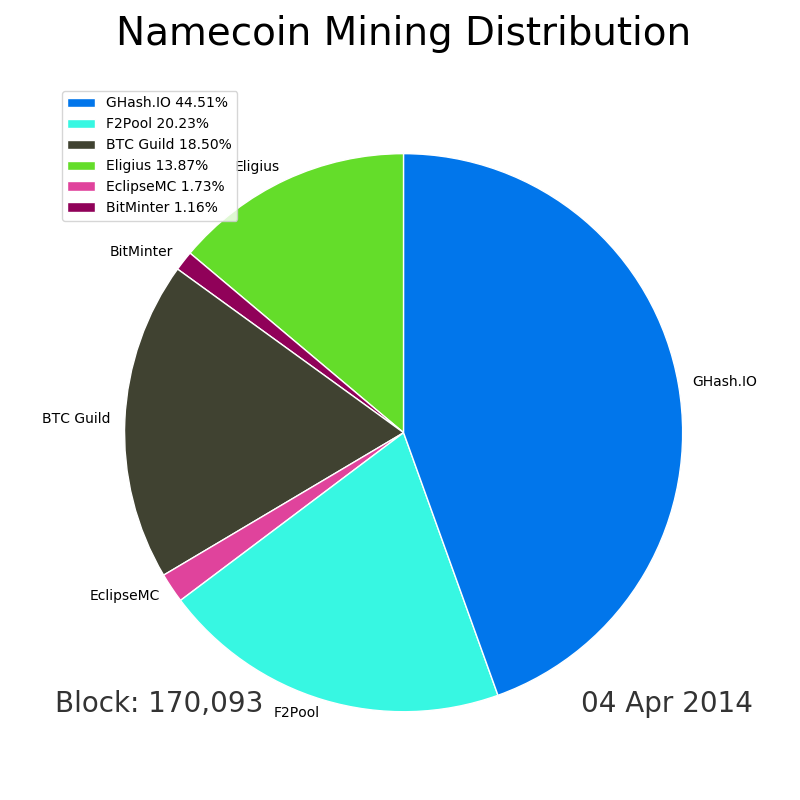 Namecoin Mining Distribution
GHash.IO 44.51%
F2Pool 20.23%
BTC Guild 18.50%
Eligius 13.87%
EclipseMC 1.73%
BitMinter 1.16%
Eligius
BitMinter
GHash.IO
BTC Guild
EclipseMC
Block: 170,093
F2Pool
04 Apr 2014